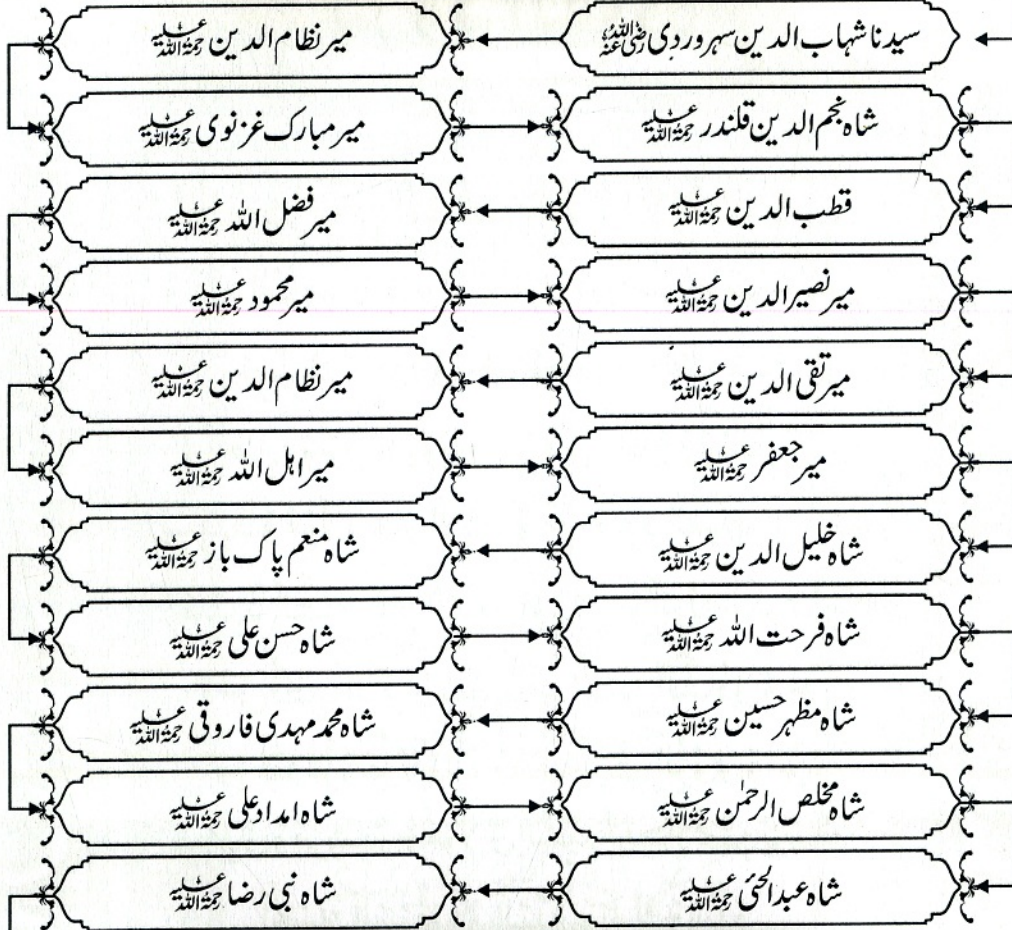 سیدنا شہاب الدین سہروردی رضی اللہ عنہ
میر نظام الدین رحمۃ اللہ علیہ
میر مبارک غزنوی رحمۃ اللہ علیہ
شاہ نجم الدین قلندر رحمۃ اللہ علیہ
قطب الدین رحمۃ اللہ علیہ
میر فضل اللہ رحمۃ اللہ علیہ
میر محمود رحمۃ اللہ علیہ
میر نصیر الدین رحمۃ اللہ علیہ
میر تقی الدین رحمۃ اللہ علیہ
میر نظام الدین رحمۃ اللہ علیہ
میر اہل اللہ رحمۃ اللہ علیہ
میر جعفر رحمۃ اللہ علیہ
شاہ خلیل الدین رحمۃ اللہ علیہ
شاہ منعم پاک باز رحمۃ اللہ علیہ
شاہ حسن علی رحمۃ اللہ علیہ
شاہ فرحت اللہ رحمۃ اللہ علیہ
شاہ مظہر حسین رحمۃ اللہ علیہ
شاہ محمد مہدی فاروقی رحمۃ اللہ علیہ
شاہ امداد علی رحمۃ اللہ علیہ
شاہ مخلص الرحمٰن رحمۃ اللہ علیہ
شاہ عبد الحئی رحمۃ اللہ علیہ
شاہ نبی رضا رحمۃ اللہ علیہ